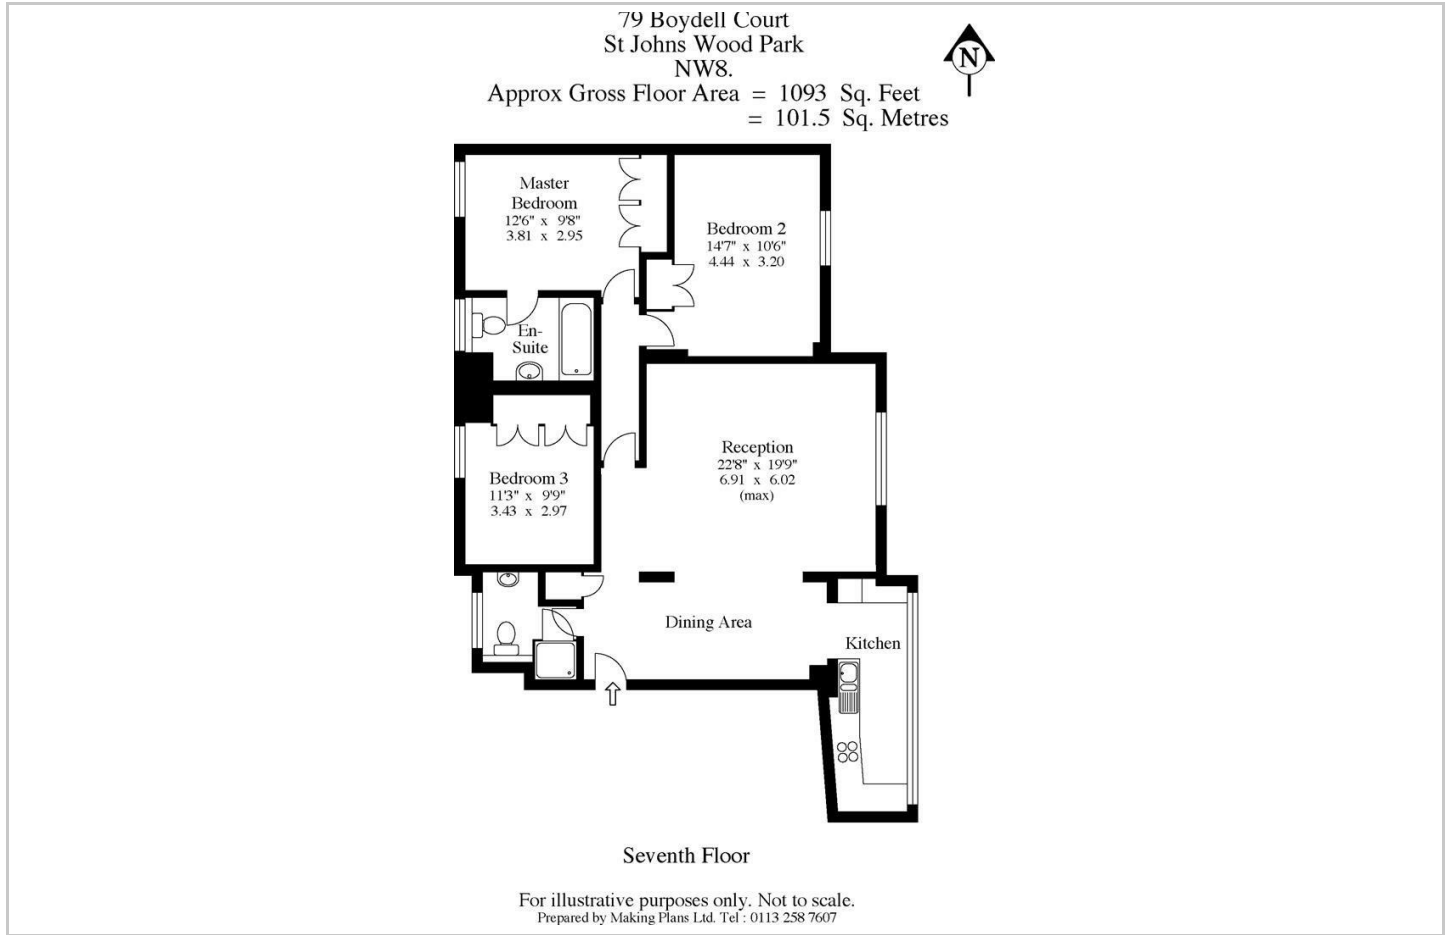 79 Boydell Court
St Johns Wood Park
NW8.
Approx Gross Floor Area = 1093 Sq. Feet
= 101.5 Sq. Metres
N
Master
Bedroom
12'6" x 9'8"
3.81 x 2.95
Bedroom 2
14'7" x 10'6"
4.44 x 3.20
En-
Suite
Reception
22'8" x 19'9"
6.91 x 6.02
(max)
Bedroom 3
11'3" x 9'9"
3.43 x 2.97
Dining Area
Kitchen
Seventh Floor
For illustrative purposes only. Not to scale.
Prepared by Making Plans Ltd. Tel : 0113 258 7607